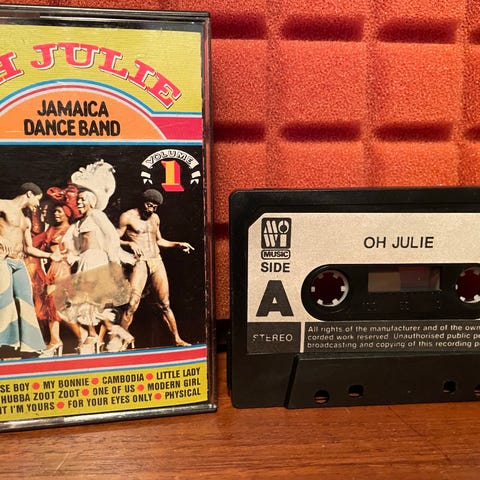 H JULIE
JAMAICA
DANCE BAND
VOLUME
1
SE BOY • MY BONNIE • CAMBODIA • LITTLE LADY
HUBBA ZOOT ZOOT • ONE OF US • MODERN GIRL
T I'M YOURS • FOR YOUR EYES ONLY • PHYSICAL
MUSIC
SIDE
A
STEREO
OH JULIE
All rights of the manufacturer and of the own
corded work reserved. Unauthorised public pe
broadcasting and copying of this recording p